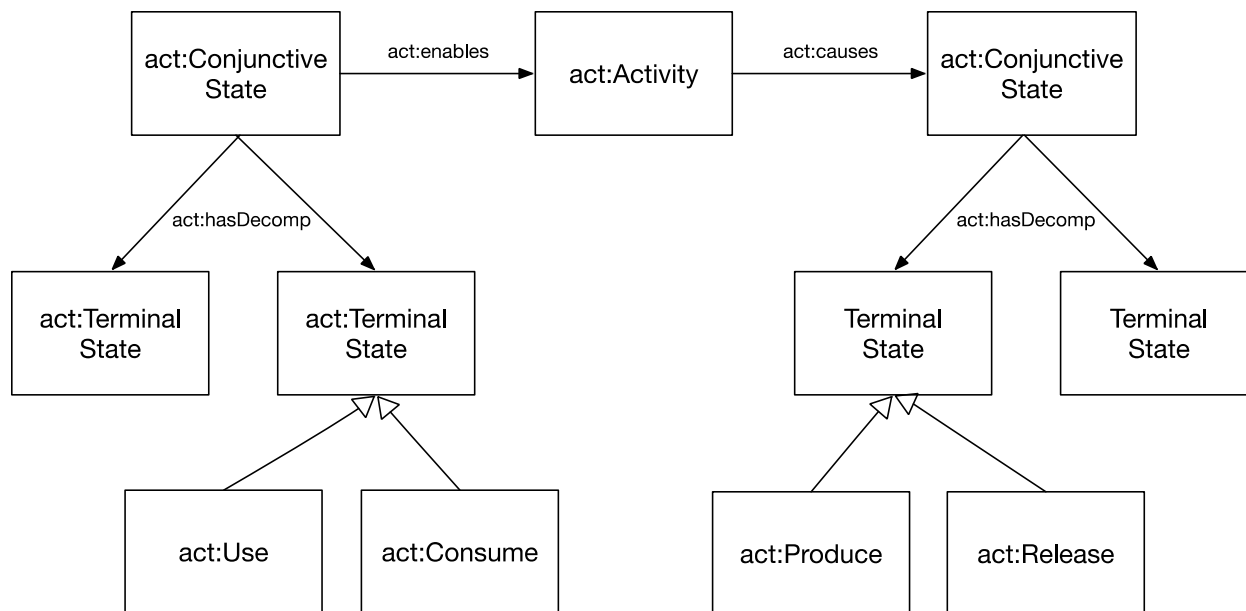 act:Conjunctive
State
act:enables
act:Activity
act:causes
act:Conjunctive
State
act:hasDecomp
act:hasDecomp
act:Terminal
State
act:Terminal
State
Terminal
State
Terminal
State
act:Use
act:Consume
act:Produce
act:Release